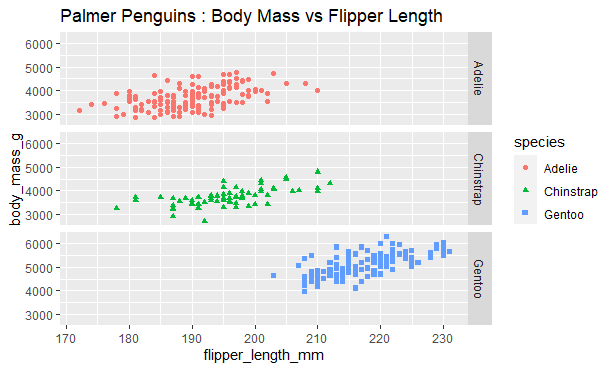 Palmer Penguins : Body Mass vs Flipper Length
body_mass_g
6000
5000
4000
3000
Adelie
6000
5000
4000
3000
Chinstrap
6000
5000
4000
3000
Gentoo
170 180 190 200 210 220 230
flipper_length_mm
species
Adelie
Chinstrap
Gentoo